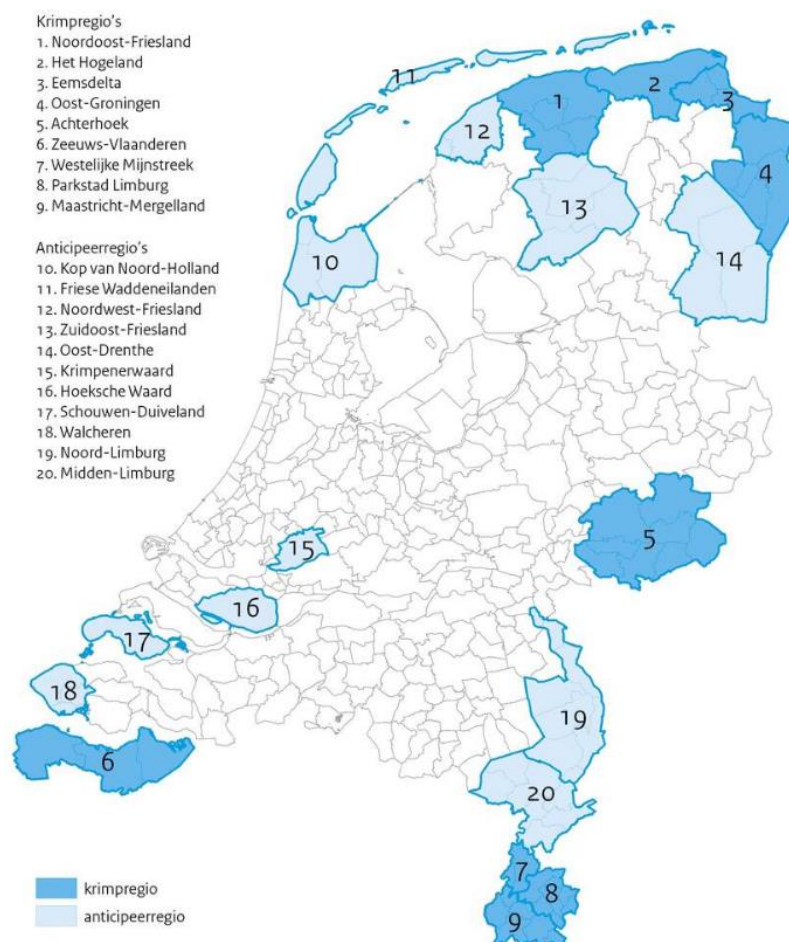 Krimpregio's
1. Noordoost-Friesland
2. Het Hogeland
3. Eemsdelta
4. Oost-Groningen
5. Achterhoek
6. Zeeuws-Vlaanderen
7. Westelijke Mijnstreek
8. Parkstad Limburg
9. Maastricht-Mergelland
Anticipeerregio's
10. Kop van Noord-Holland
11. Friese Waddeneilanden
12. Noordwest-Friesland
13. Zuidoost-Friesland
14. Oost-Drenthe
15. Krimpenerwaard
16. Hoeksche Waard
17. Schouwen-Duiveland
18. Walcheren
19. Noord-Limburg
20. Midden-Limburg
11
1
2
3
12
4
13
10
14
5
15
16
17
18
19
6
20
7
8
9
krimpregio
anticipeerregio